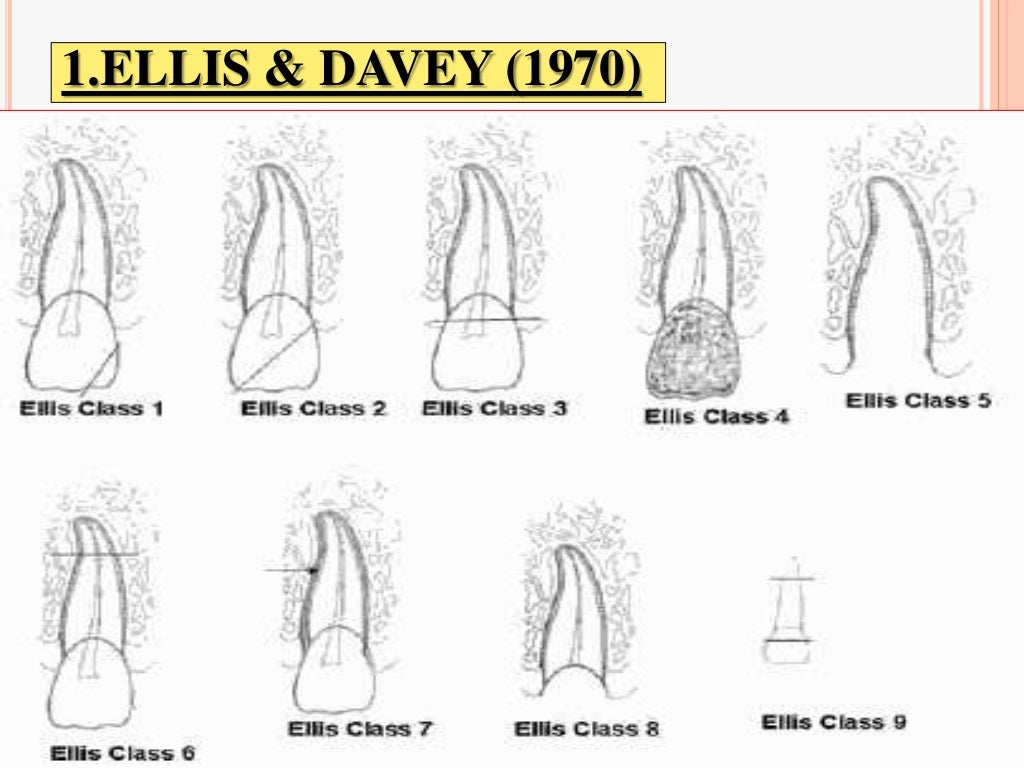 1.ELLIS & DAVEY (1970)
Ellis Class 1
Ellis Class 2
Ellis Class 3
Ellis Class 4
Ellis Class 5
Ellis Class 6
Ellis Class 7
Ellis Class 8
Ellis Class 9